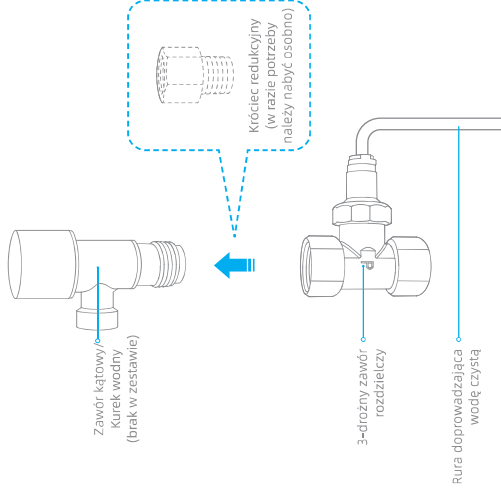 Króciec redukcyjny
(w razie potrzeby
należy nabyć osobno)
Zawór kątowy/
Kurek wodny
(brak w zestawie)
3-drożny zawór
rozdzielczy
Rura doprowadzająca
wodę czystą